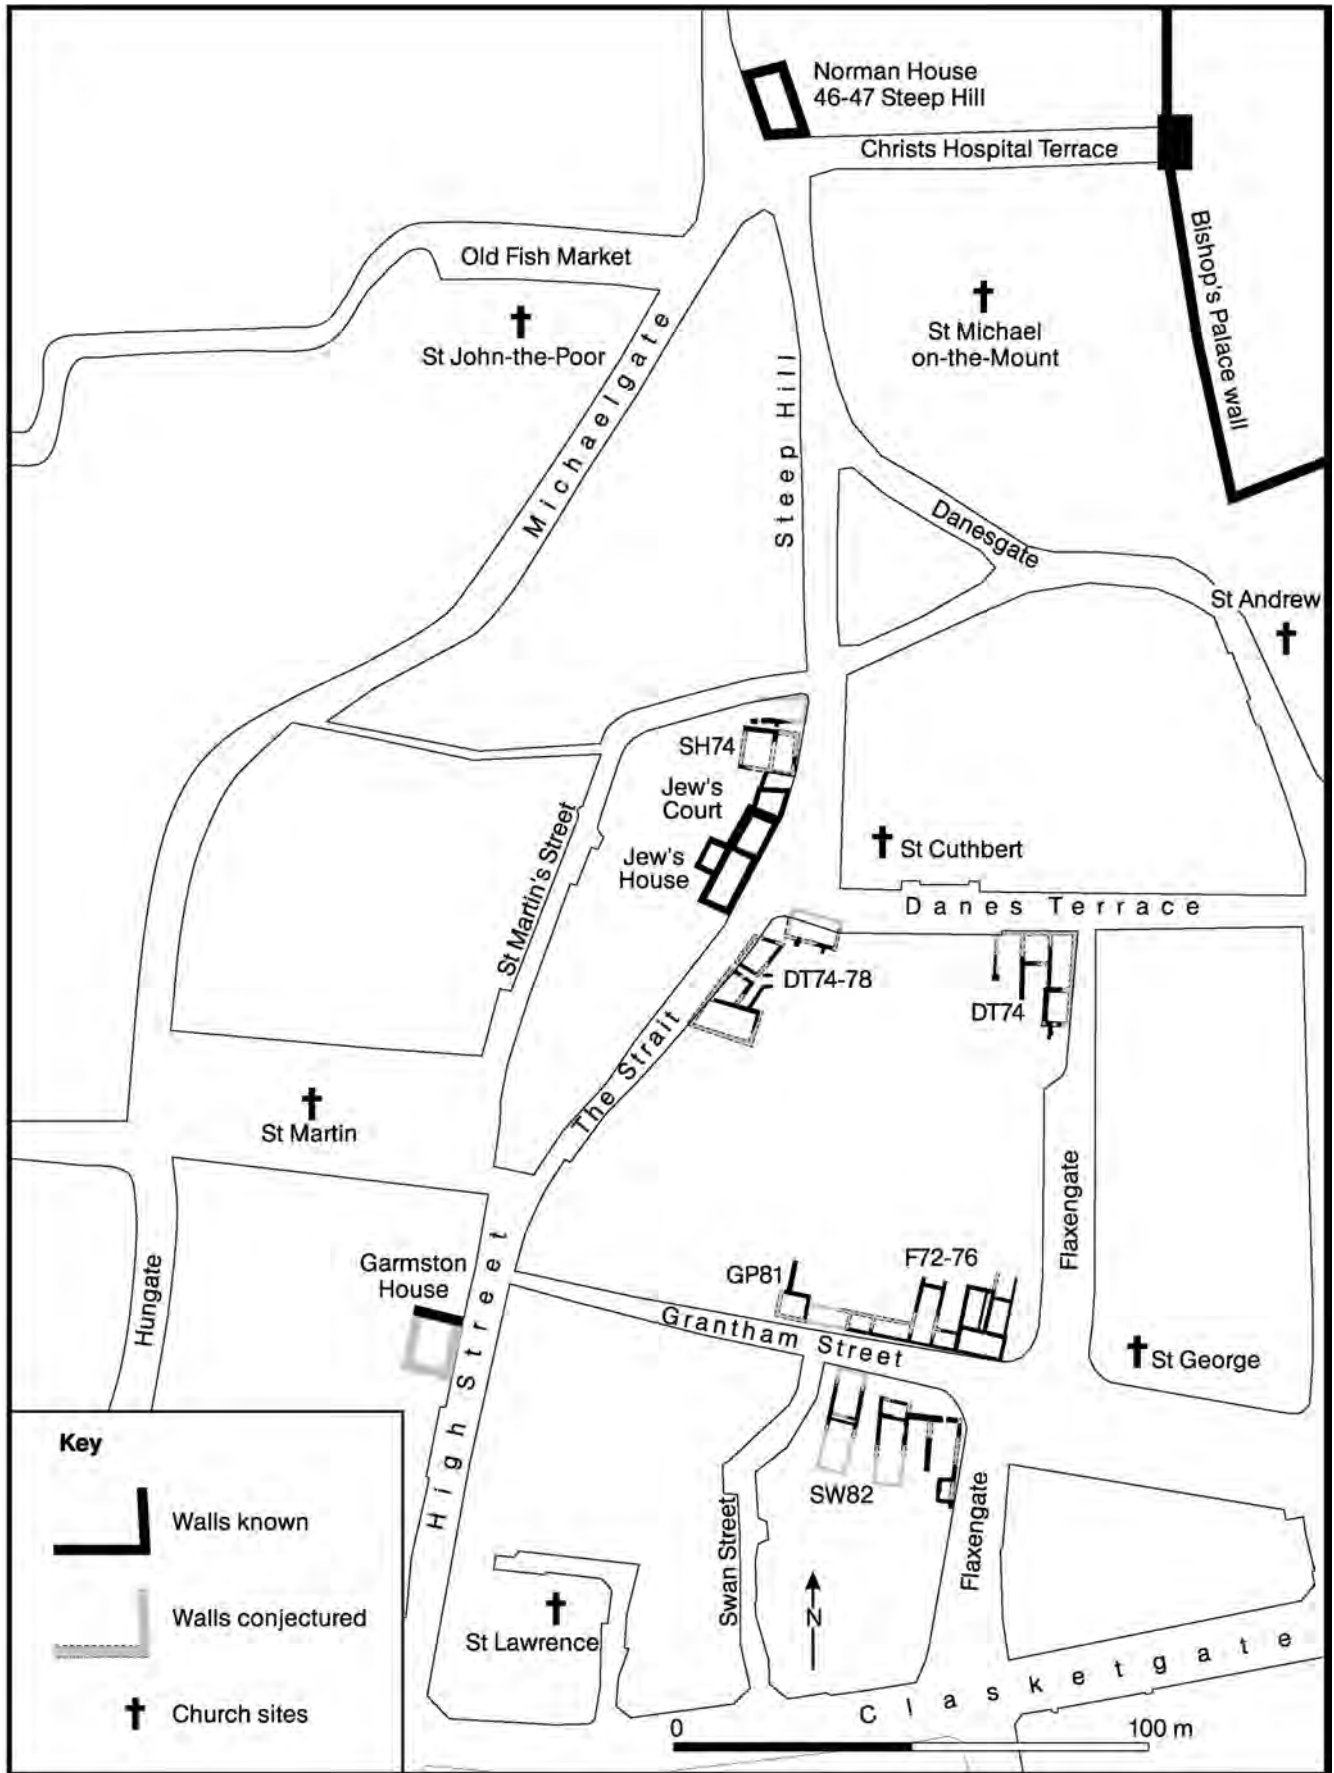 Norman House
46-47 Steep Hill
Christs Hospital Terrace
Bishop's Palace wall
Old Fish Market
St John-the-Poor
St Michael
on-the-Mount
Michaelgate
Steep Hill
Danesgate
St Andrew
SH74
Jew's
Court
Jew's
House
St Martin's Street
St Cuthbert
Danes Terrace
DT74-78
DT74
The Strait
St Martin
Flaxengate
Hungate
Garmston
House
High Street
GP81
F72-76
Grantham Street
St George
SW82
Swan Street
Flaxengate
St Lawrence
N
Clasketgate
0 100 m
Key
Walls known
Walls conjectured
Church sites